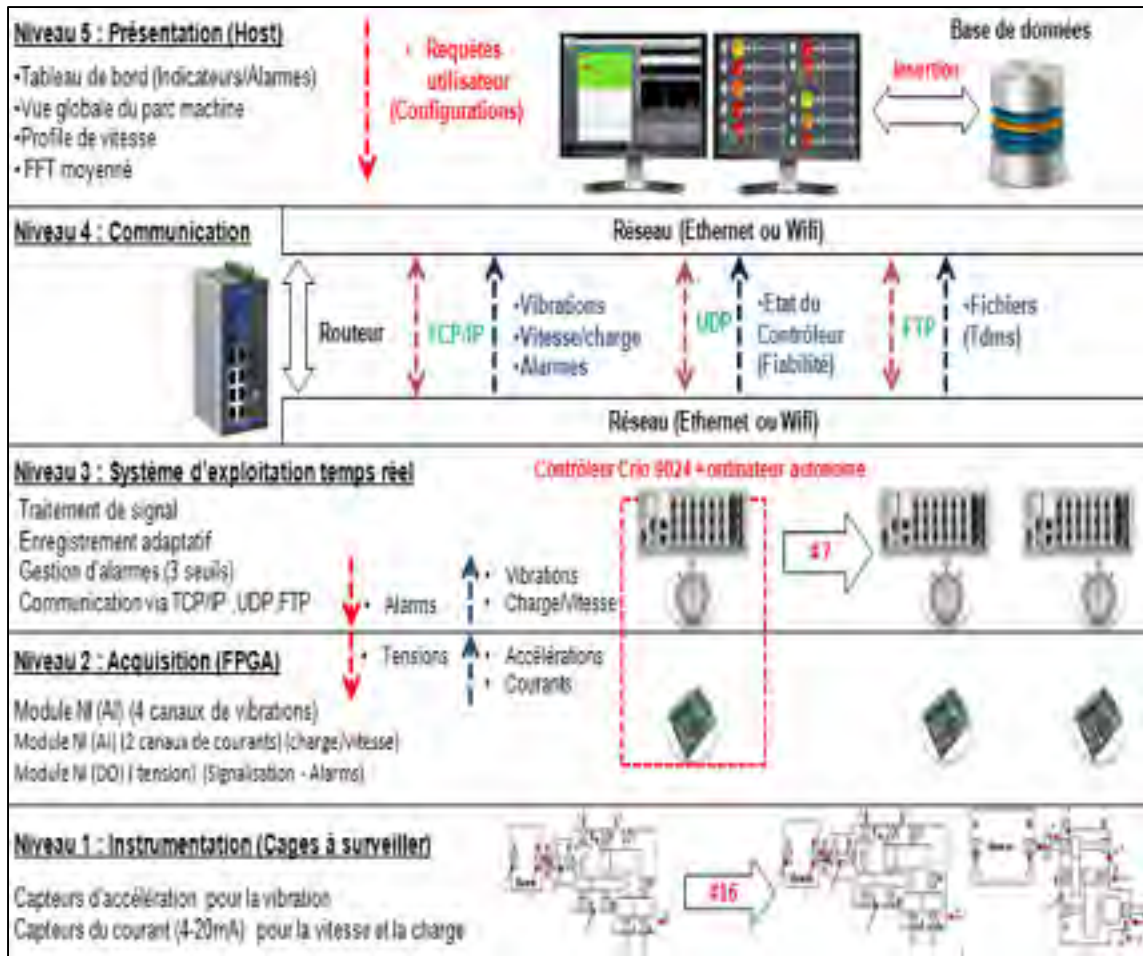 Niveau 5 : Présentation (Host)
•Tableau de bord (Indicateurs/Alarmes)
•Vue globale du parc machine
•Profile de vitesse
•FFT moyenné
• Requêtés
utilisateur
(Configurations)
Base de données
Insertion
Niveau 4 : Communication
Réseau (Ethernet ou Wifi)
Routeur
TCP/IP
•Vibrations
•Vitesse/charge
•Alarmes
UDP
•Etat du
Contrôleur
(Fiabilité)
FTP
•Fichiers
(Tdms)
Réseau (Ethernet ou Wifi)
Niveau 3 : Système d'exploitation temps réel
Traitement de signal
Enregistrement adaptatif
Gestion d'alarmes (3 seuils)
Communication via TCP/IP ,UDP,FTP
• Alarms
• Vibrations
• Charge/Vitesse
Contrôleur Crio 9024 +ordinateur autonome
#7
Niveau 2 : Acquisition (FPGA)
• Tensions
• Accélérations
• Courants
Module NI (AI) (4 canaux de vibrations)
Module NI (AI) (2 canaux de courants) (charge/vitesse)
Module NI (DO) ( tension) (Signalisation - Alarms)
Niveau 1 : Instrumentation (Cages à surveiller)
Capteurs d'accélération pour la vibration
Capteurs du courant (4-20mA) pour la vitesse et la charge
#16